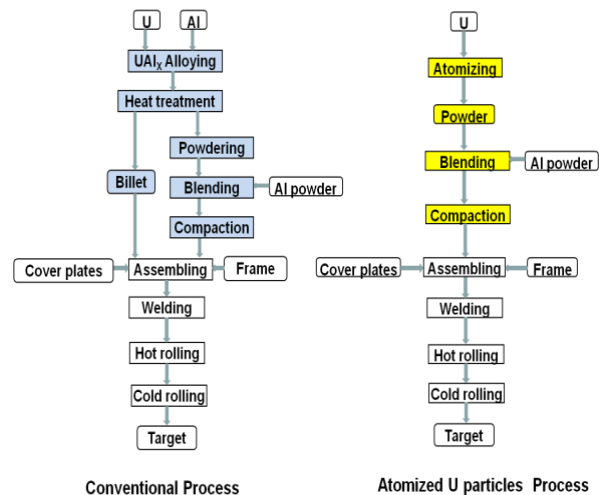 U
Al
UAlX Alloying
Heat treatment
Powdering
Billet
Blending
Al powder
Compaction
Cover plates
Assembling
Frame
Welding
Hot rolling
Cold rolling
Target
Conventional Process
U
Atomizing
Powder
Blending
Al powder
Compaction
Cover plates
Assembling
Frame
Welding
Hot rolling
Cold rolling
Target
Atomized U particles Process